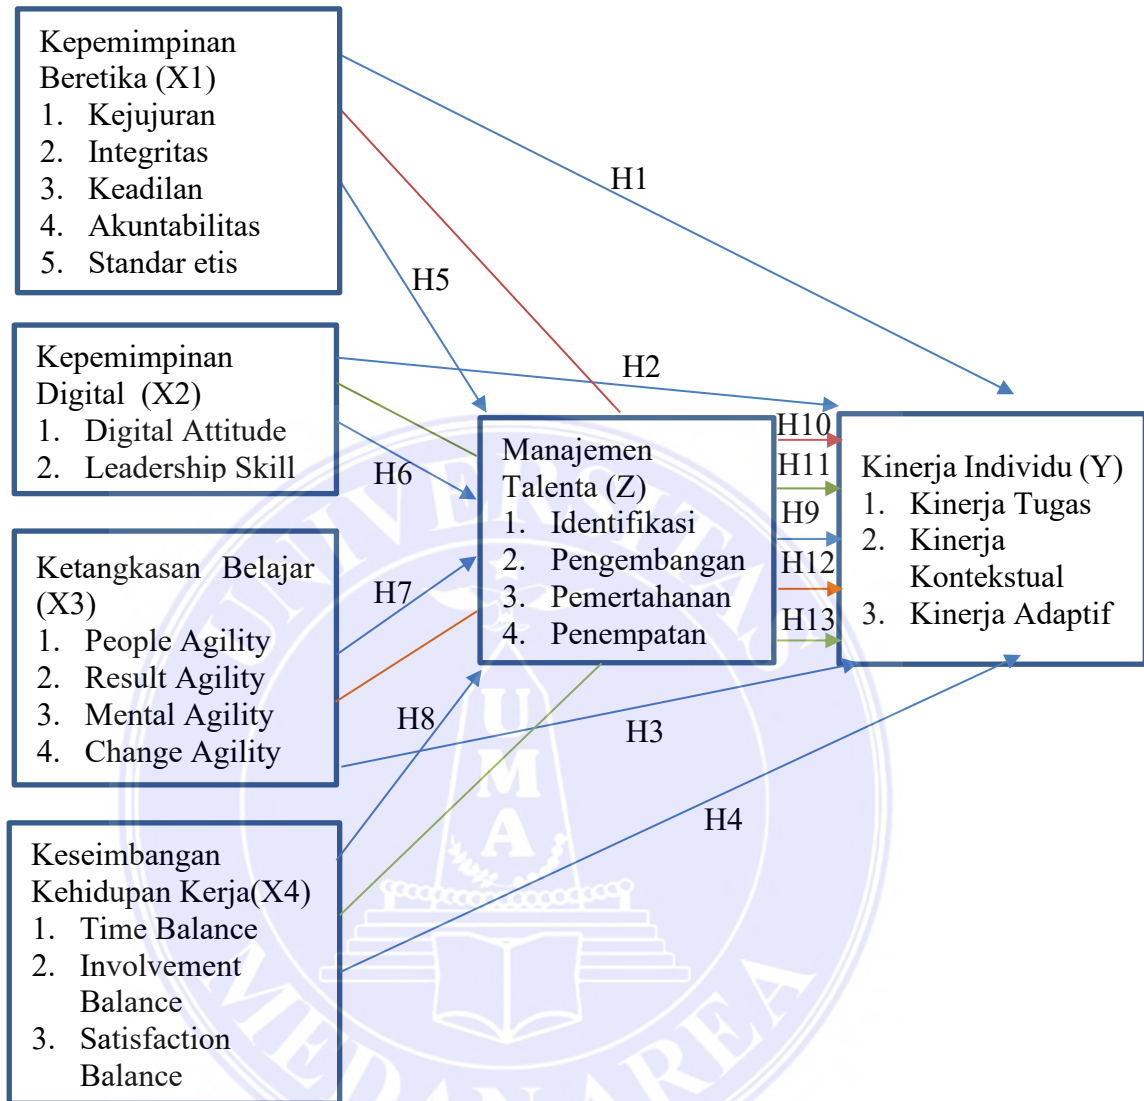 Kepemimpinan
Beretika (X1)
1. Kejujuran
2. Integritas
3. Keadilan
4. Akuntabilitas
5. Standar etis
H1
H5
Kepemimpinan
Digital (X2)
1. Digital Attitude
2. Leadership Skill
H2
H6
Manajemen
Talenta (Z)
1. Identifikasi
2. Pengembangan
3. Pemertahanan
4. Penempatan
H10
H11
H9
H12
H13
Kinerja Individu (Y)
1. Kinerja Tugas
2. Kinerja
Kontekstual
3. Kinerja Adaptif
Ketangkasan Belajar
(X3)
1. People Agility
2. Result Agility
3. Mental Agility
4. Change Agility
H7
H8
H3
H4
Keseimbangan
Kehidupan Kerja(X4)
1. Time Balance
2. Involvement
Balance
3. Satisfaction
Balance
UNIVERSITAS
UMA
MEDAN AREA